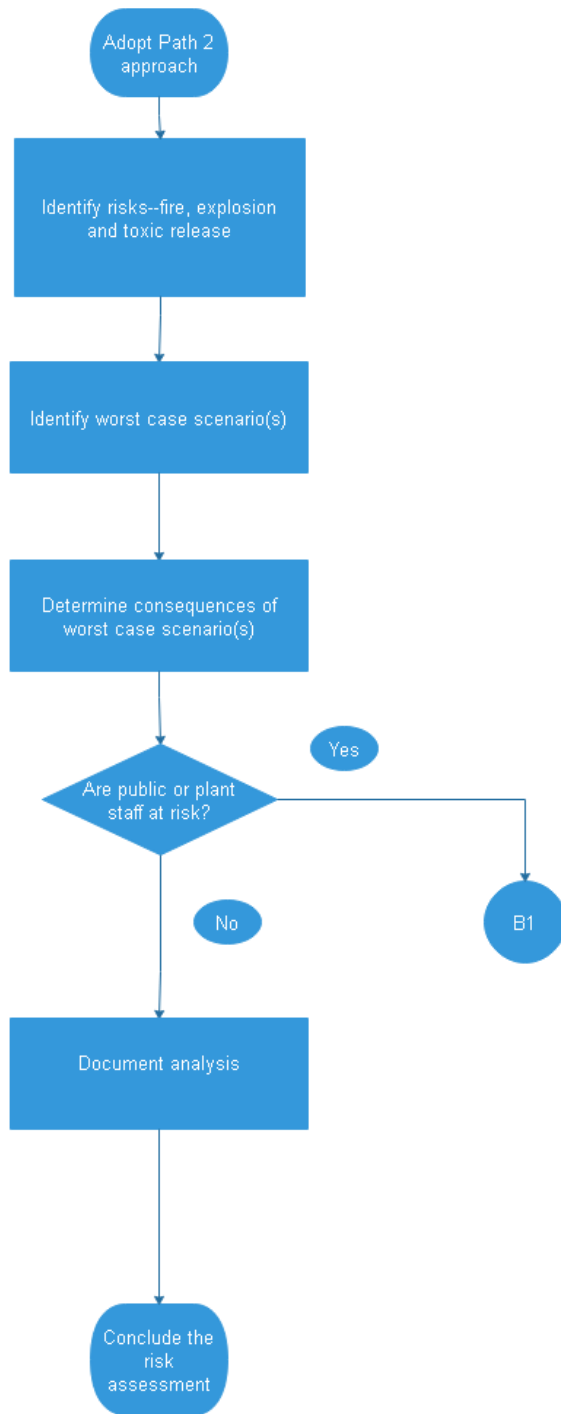 Adopt Path 2
approach
Identify risks--fire, explosion
and toxic release
Identify worst case scenario(s)
Determine consequences of
worst case scenario(s)
Are public or plant
staff at risk?
Yes
B1
No
Document analysis
Conclude the
risk
assessment